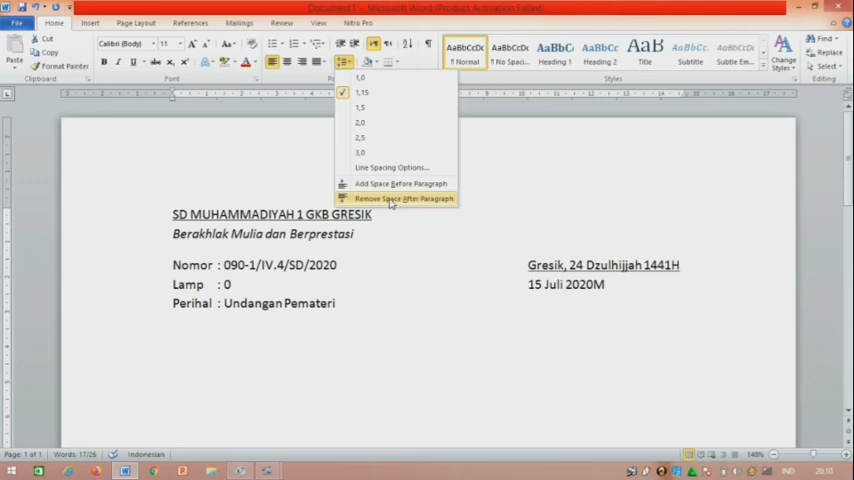 Document1 - Microsoft Word (Product Activation Failed)
File Home Insert Page Layout References Mailings Review View Nitro Pro
Paste
Cut
Copy
Format Painter
Clipboard
Calibri (Body) 11
Font
AaBbCcDc
¶ Normal
AaBbCcDc
¶ No Spaci...
AaBbCc
Heading 1
AaBbCc
Heading 2
AaB
Title
AaBbCc.
Subtitle
AaBbCcDc
Subtle Em...
Styles
Change
Styles
Find
Replace
Select
Editing
1,0
1,15
1,5
2,0
2,5
3,0
Line Spacing Options...
Add Space Before Paragraph
Remove Space After Paragraph
SD MUHAMMADIYAH 1 GKB GRESIK
Berakhlak Mulia dan Berprestasi
Nomor : 090-1/IV.4/SD/2020 Gresik, 24 Dzulhijjah 1441H
Lamp : 0 15 Juli 2020M
Perihal : Undangan Pemateri
Page: 1 of 1 Words: 17/26 Indonesian 148%
IND 20:10